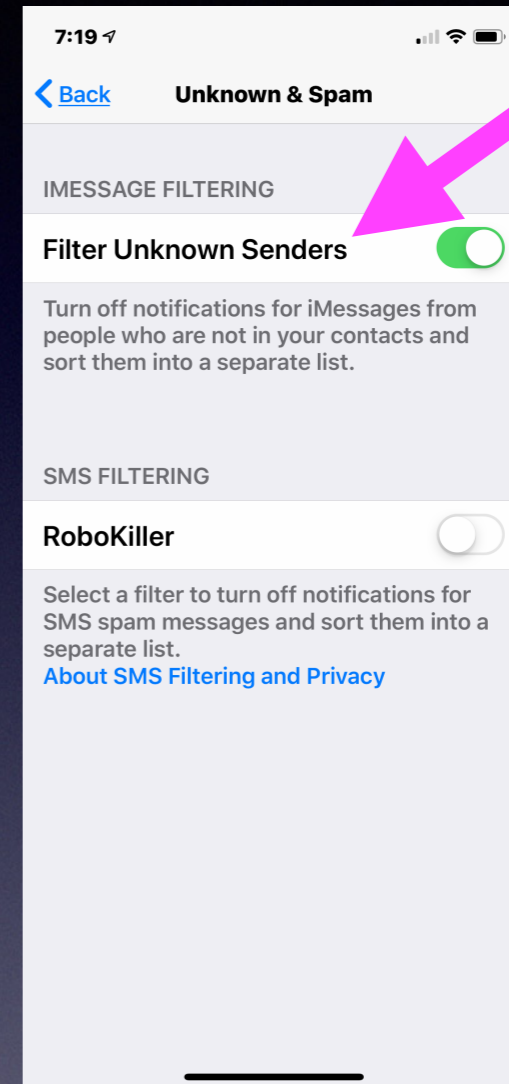 7:19
Back
Unknown & Spam
IMESSAGE FILTERING
Filter Unknown Senders
Turn off notifications for iMessages from
people who are not in your contacts and
sort them into a separate list.
SMS FILTERING
RoboKiller
Select a filter to turn off notifications for
SMS spam messages and sort them into a
separate list.
About SMS Filtering and Privacy